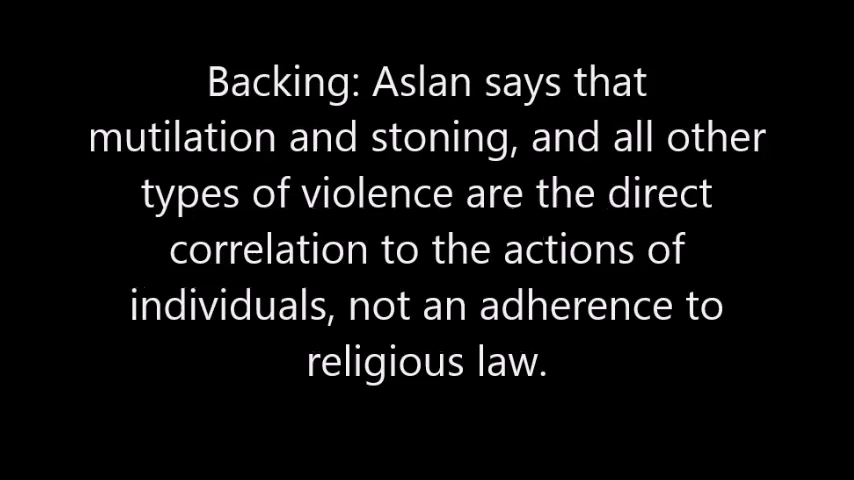 Backing: Aslan says that
mutilation and stoning, and all other
types of violence are the direct
correlation to the actions of
individuals, not an adherence to
religious law.